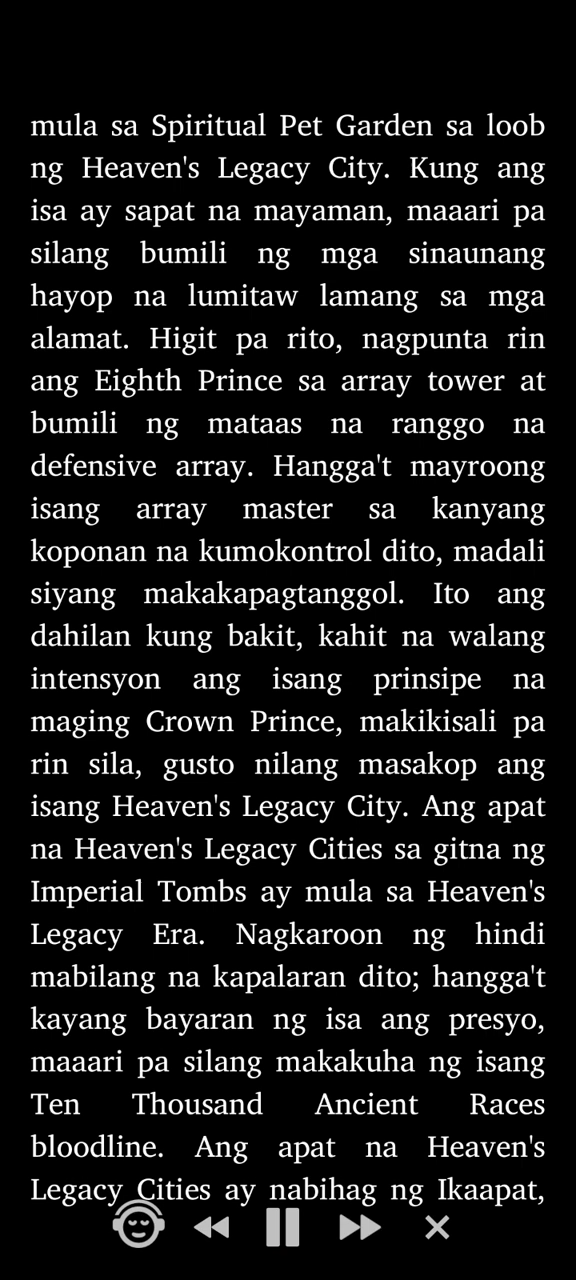 mula sa Spiritual Pet Garden sa loob
ng Heaven's Legacy City. Kung ang
isa ay sapat na mayaman, maaari pa
silang bumili ng mga sinaunang
hayop na lumitaw lamang sa mga
alamat. Higit pa rito, nagpunta rin
ang Eighth Prince sa array tower at
bumili ng mataas na ranggo na
defensive array. Hangga't mayroong
isang array master sa kanyang
koponan na kumokontrol dito, madali
siyang makakapagtanggol. Ito ang
dahilan kung bakit, kahit na walang
intensyon ang isang prinsipe na
maging Crown Prince, makikisali pa
rin sila, gusto nilang masakop ang
isang Heaven's Legacy City. Ang apat
na Heaven's Legacy Cities sa gitna ng
Imperial Tombs ay mula sa Heaven's
Legacy Era. Nagkaroon ng hindi
mabilang na kapalaran dito; hangga't
kayang bayaran ng isa ang presyo,
maaari pa silang makakuha ng isang
Ten Thousand Ancient Races
bloodline. Ang apat na Heaven's
Legacy Cities ay nabihag ng Ikaapat,